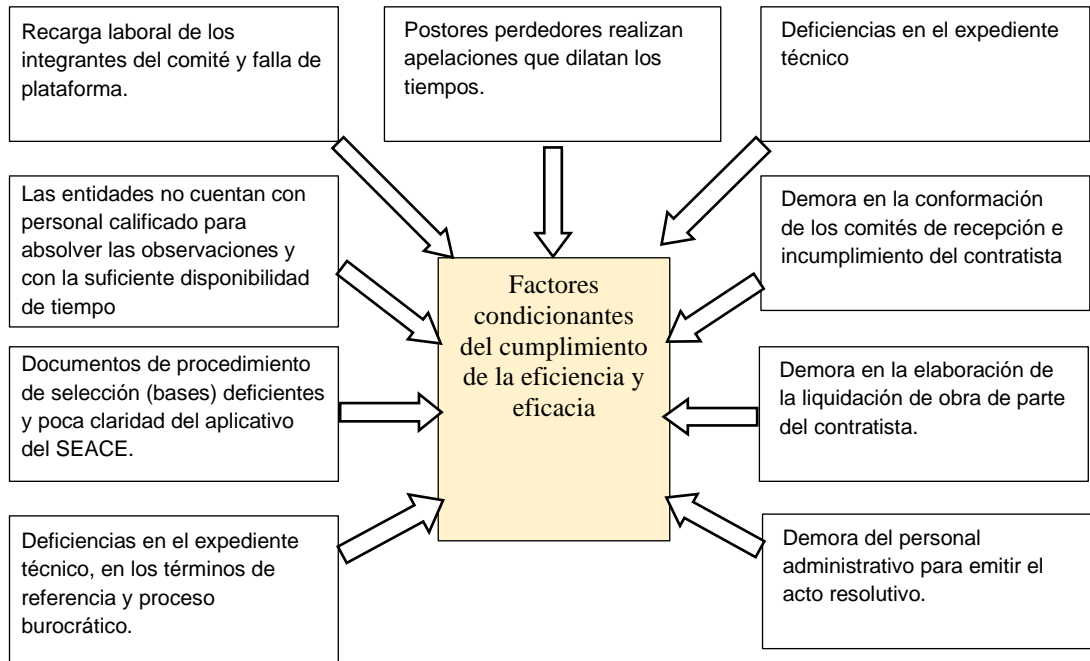 Recarga laboral de los
integrantes del comité y falla de
plataforma.
Postores perdedores realizan
apelaciones que dilatan los
tiempos.
Deficiencias en el expediente
técnico
Las entidades no cuentan con
personal calificado para
absolver las observaciones y
con la suficiente disponibilidad
de tiempo
Demora en la conformación
de los comités de recepción e
incumplimiento del contratista
Factores
condicionantes
del cumplimiento
de la eficiencia y
eficacia
Documentos de procedimiento
de selección (bases) deficientes
y poca claridad del aplicativo
del SEACE.
Demora en la elaboración de
la liquidación de obra de parte
del contratista.
Deficiencias en el expediente
técnico, en los términos de
referencia y proceso
burocrático.
Demora del personal
administrativo para emitir el
acto resolutivo.